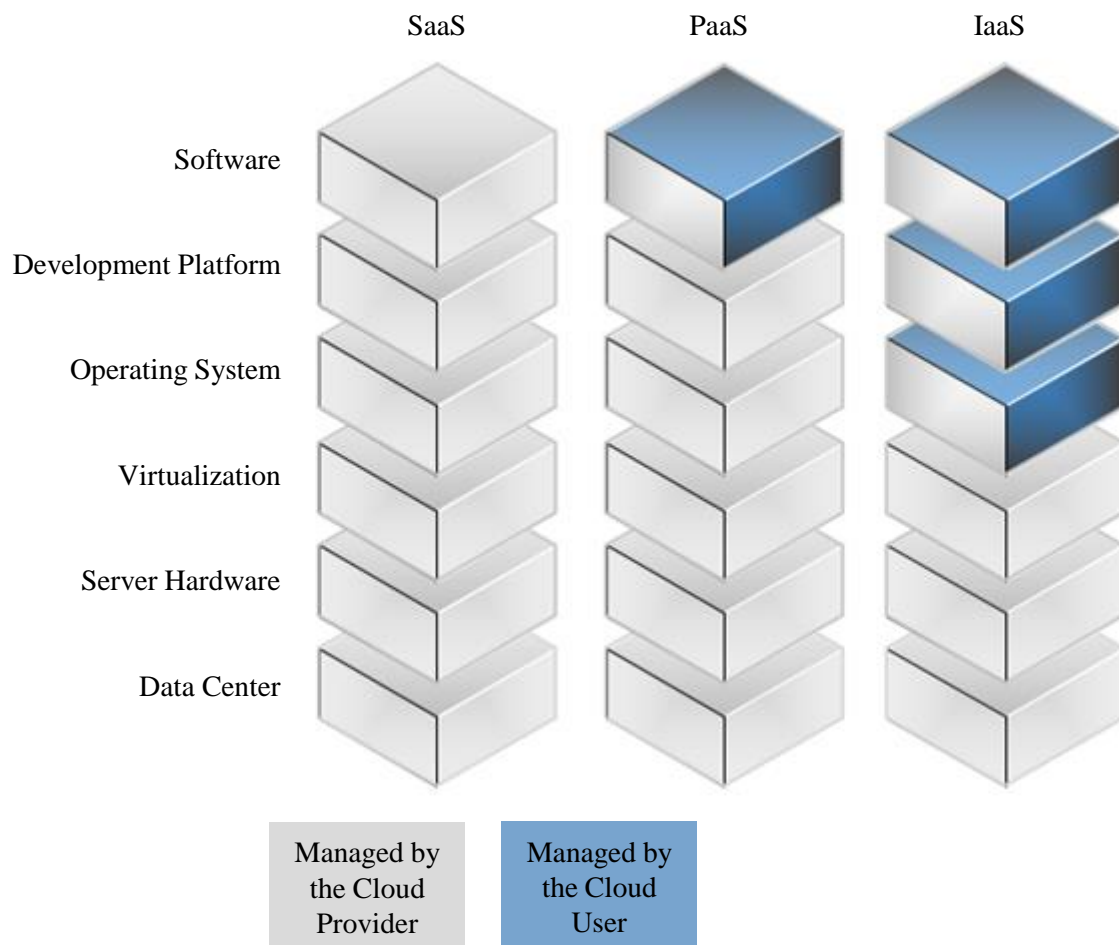 SaaS PaaS IaaS
Software
Development Platform
Operating System
Virtualization
Server Hardware
Data Center
Managed by
the Cloud
Provider
Managed by
the Cloud
User